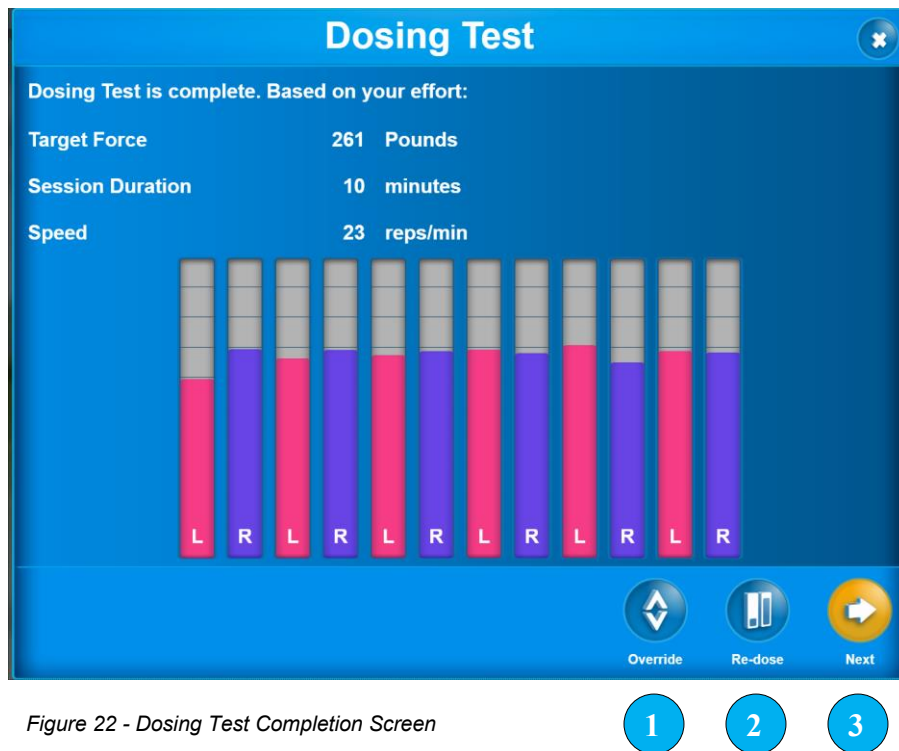 Dosing Test
Dosing Test is complete. Based on your effort:
Target Force 261 Pounds
Session Duration 10 minutes
Speed 23 reps/min
L R L R L R L R L R L R
Override Re-dose Next
Figure 22 - Dosing Test Completion Screen 1 2 3